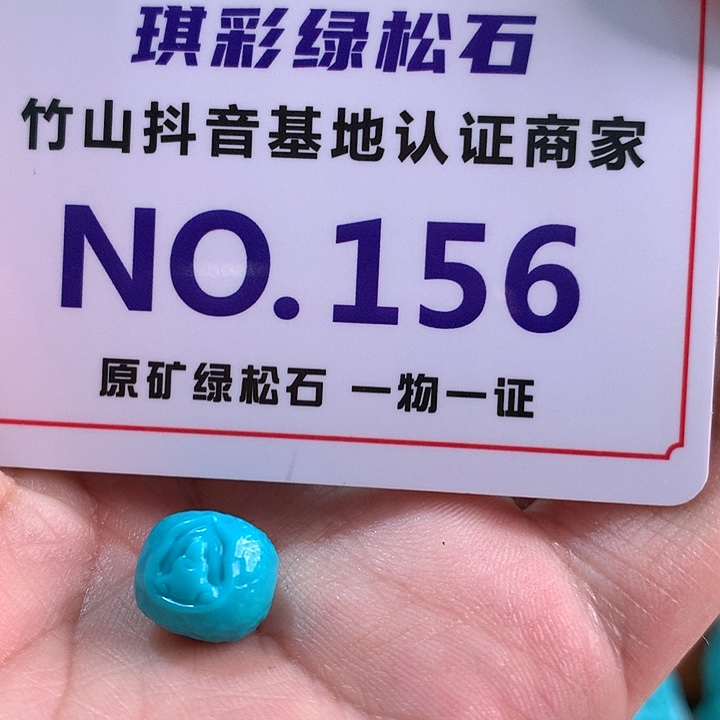 琪彩绿松石
竹山抖音基地认证商家
NO.156
原矿绿松石 一物一证